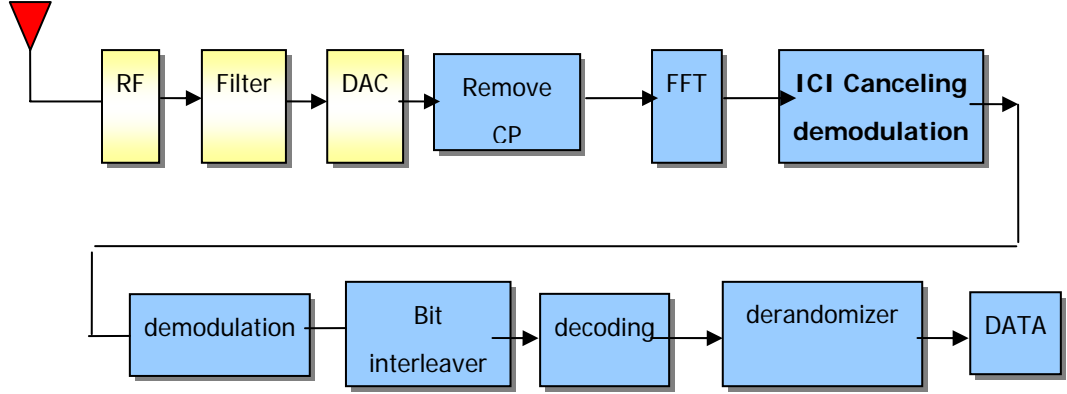 RF
Filter
DAC
Remove
CP
FFT
ICI Canceling
demodulation
demodulation
Bit
interleaver
decoding
derandomizer
DATA